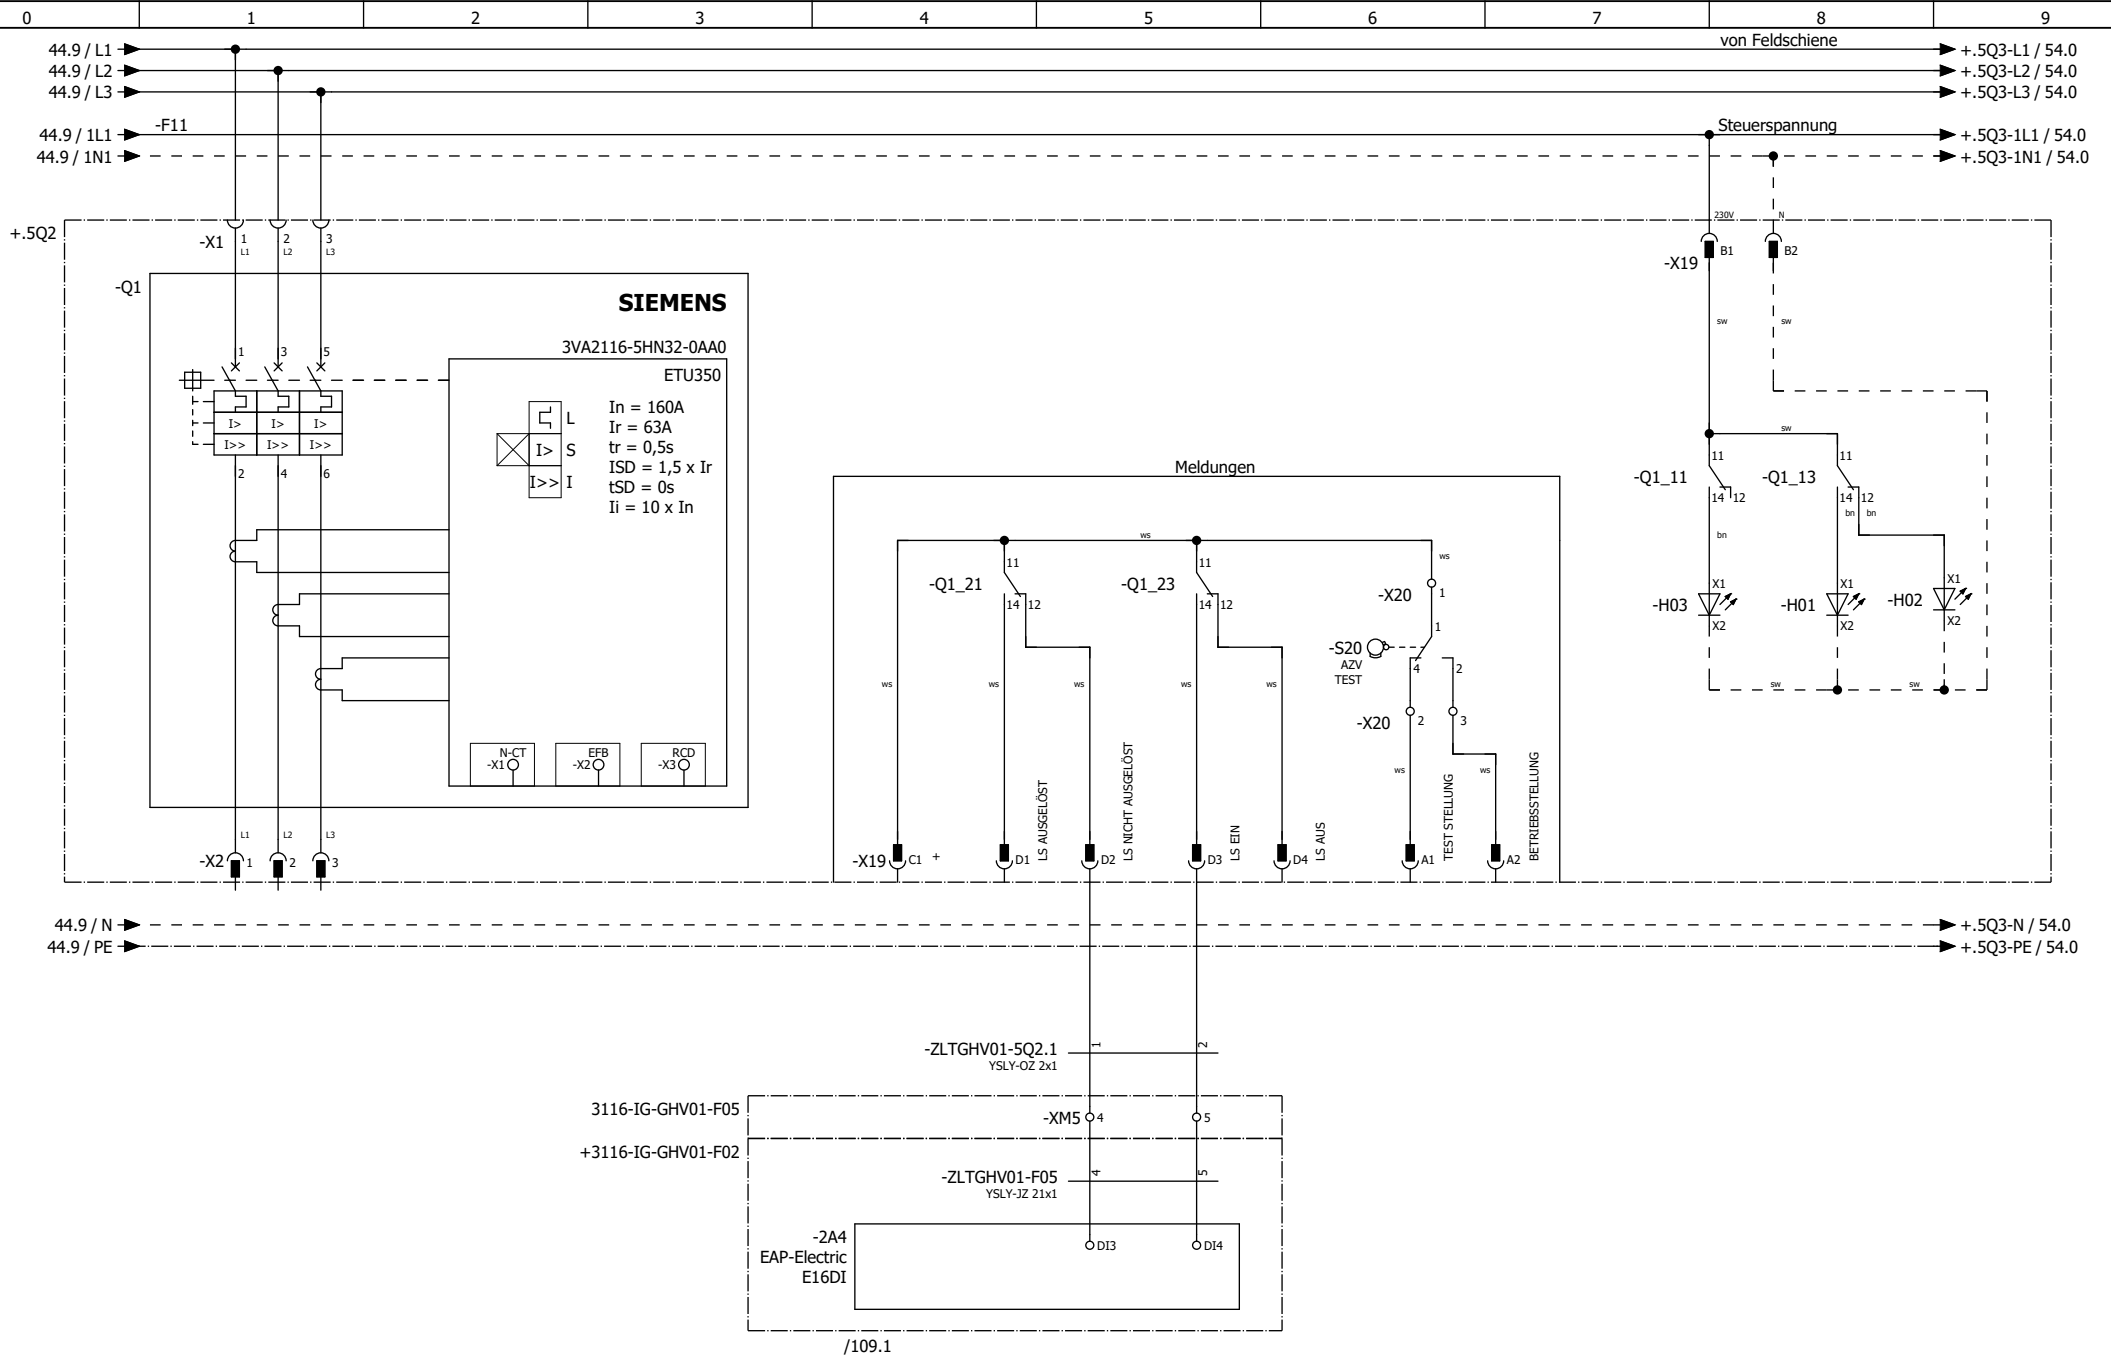 0 1 2 3 4 5 6 7 8 9
44.9 / L1
von Feldschiene
+.5Q3-L1 / 54.0
44.9 / L2
+.5Q3-L2 / 54.0
44.9 / L3
+.5Q3-L3 / 54.0
44.9 / 1L1
-F11
Steuerspannung
+.5Q3-1L1 / 54.0
44.9 / 1N1
+.5Q3-1N1 / 54.0
+.5Q2
-X1
1 2 3
L1 L2 L3
230V N
-X19
B1 B2
sw sw
-Q1
SIEMENS
3VA2116-5HN32-0AA0
ETU350
1 3 5
I> I> I>
I>> I>> I>>
2 4 6
L
I> S
I>> I
In = 160A
Ir = 63A
tr = 0,5s
ISD = 1,5 x Ir
tSD = 0s
Ii = 10 x In
N-CT
-X1
EFB
-X2
RCD
-X3
L1 L2 L3
-X2
1 2 3
Meldungen
ws
ws
-Q1_21
11
14 12
-Q1_23
11
14 12
-X20
1
1
-S20
AZV
TEST
4 2
-X20
2 3
ws ws ws ws ws
ws ws
LS AUSGELÖST
LS NICHT AUSGELÖST
LS EIN
LS AUS
TEST STELLUNG
BETRIEBSSTELLUNG
-X19
C1 +
D1 D2 D3 D4 A1 A2
sw
-Q1_11
11
14 12
bn
-Q1_13
11
14 12
bn bn
-H03
X1
X2
-H01
X1
X2
-H02
X1
X2
sw sw
44.9 / N
+.5Q3-N / 54.0
44.9 / PE
+.5Q3-PE / 54.0
-ZLTGHV01-5Q2.1
YSLY-OZ 2x1
1 2
3116-IG-GHV01-F05
-XM5
4 5
+3116-IG-GHV01-F02
-ZLTGHV01-F05
YSLY-JZ 21x1
4 5
-2A4
EAP-Electric
E16DI
DI3 DI4
/109.1